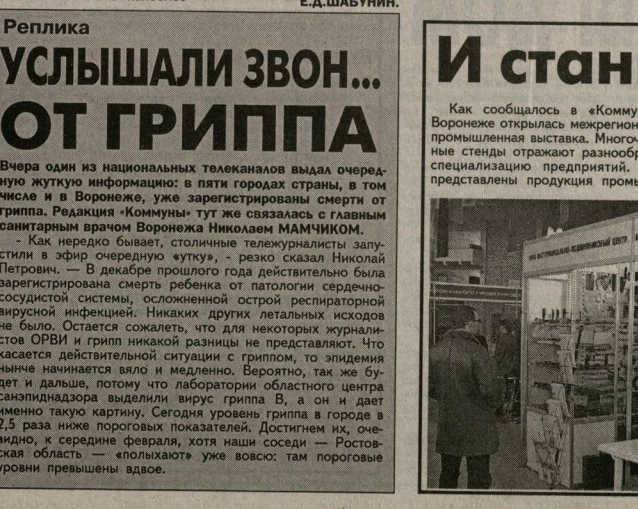 Е.Д.ШАБУНИН.
Реплика
УСЛЫШАЛИ ЗВОН...
ОТ ГРИППА
Вчера один из национальных телеканалов выдал очеред-
ную жуткую информацию: в пяти городах страны, в том
числе и в Воронеже, уже зарегистрированы смерти от
гриппа. Редакция «Коммуны» тут же связалась с главным
санитарным врачом Воронежа Николаем МАМЧИКОМ.
- Как нередко бывает, столичные тележурналисты запу-
стили в эфир очередную «утку», - резко сказал Николай
Петрович. — В декабре прошлого года действительно была
зарегистрирована смерть ребенка от патологии сердечно-
сосудистой системы, осложненной острой респираторной
вирусной инфекцией. Никаких других летальных исходов
не было. Остается сожалеть, что для некоторых журнали-
стов ОРВИ и грипп никакой разницы не представляют. Что
касается действительной ситуации с гриппом, то эпидемия
нынче начинается вяло и медленно. Вероятно, так же бу-
дет и дальше, потому что лаборатории областного центра
санэпиднадзора выделили вирус гриппа В, а он и дает
именно такую картину. Сегодня уровень гриппа в городе в
2,5 раза ниже пороговых показателей. Достигнем их, оче-
видно, к середине февраля, хотя наши соседи — Ростов-
ская область — «полыхают» уже вовсю: там пороговые
уровни превышены вдвое.
И стан
Как сообщалось в «Комму
Воронеже открылась межрегион
промышленная выставка. Многоч
ные стенды отражают разнообр
специализацию предприятий.
представлены продукция промы